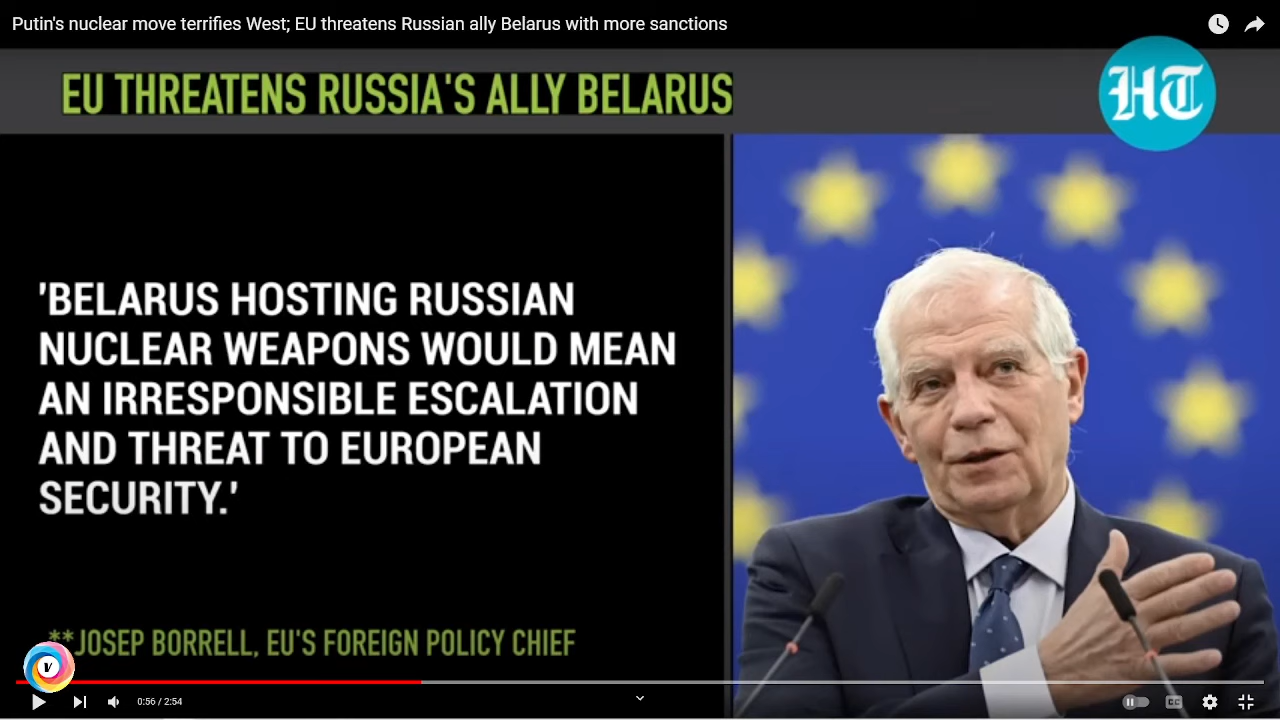 Putin's nuclear move terrifies West; EU threatens Russian ally Belarus with more sanctions
EU THREATENS RUSSIA'S ALLY BELARUS
HT
'BELARUS HOSTING RUSSIAN
NUCLEAR WEAPONS WOULD MEAN
AN IRRESPONSIBLE ESCALATION
AND THREAT TO EUROPEAN
SECURITY.'
**JOSEP BORRELL, EU'S FOREIGN POLICY CHIEF
0:56 / 2:54
CC